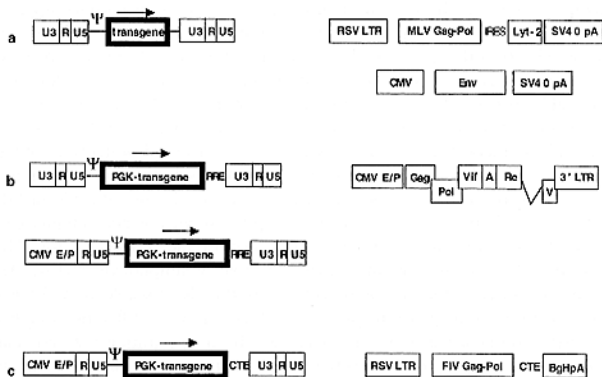 a U3 R U5 Ψ transgene U3 R U5 RSV LTR MLV Gag-Pol IRES Lyt-2 SV40 pA
CMV Env SV40 pA
b U3 R U5 Ψ PGK-transgene RRE U3 R U5 CMV E/P Gag Pol Vif A Re V 3' LTR
CMV E/P R U5 Ψ PGK-transgene RRE U3 R U5
c CMV E/P R U5 Ψ PGK-transgene CTE U3 R U5 RSV LTR FIV Gag-Pol CTE BgHpA